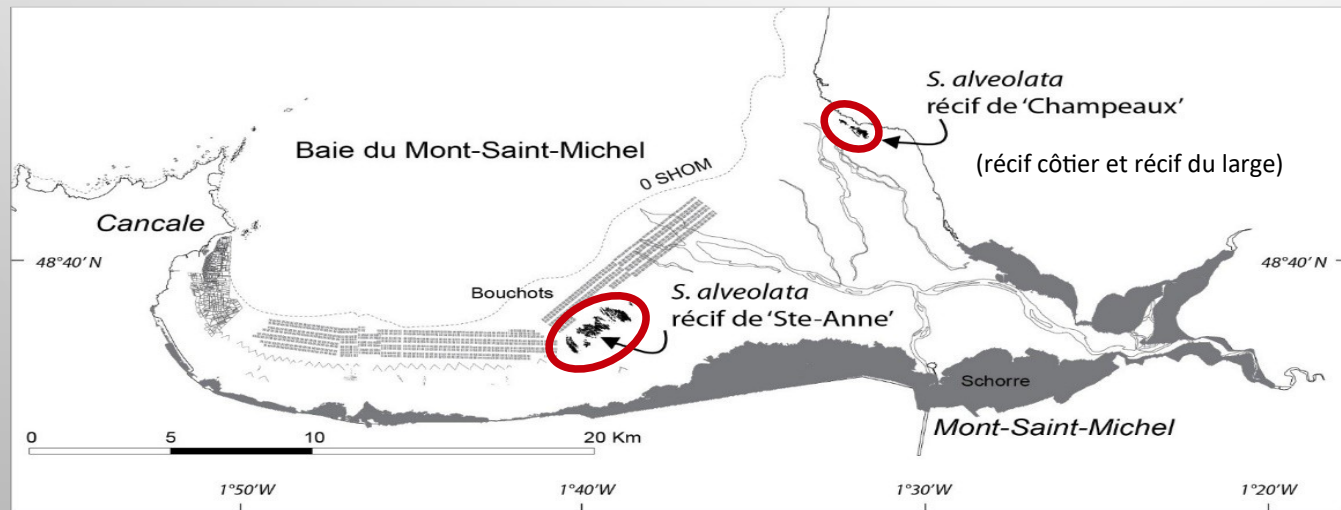 S. alveolata
récif de 'Champeaux'
(récif côtier et récif du large)
Baie du Mont-Saint-Michel
0 SHOM
Cancale
48°40' N
48°40' N
Bouchots
S. alveolata
récif de 'Ste-Anne'
Schorre
Mont-Saint-Michel
0 5 10 20 Km
1°50'W 1°40'W 1°30'W 1°20'W